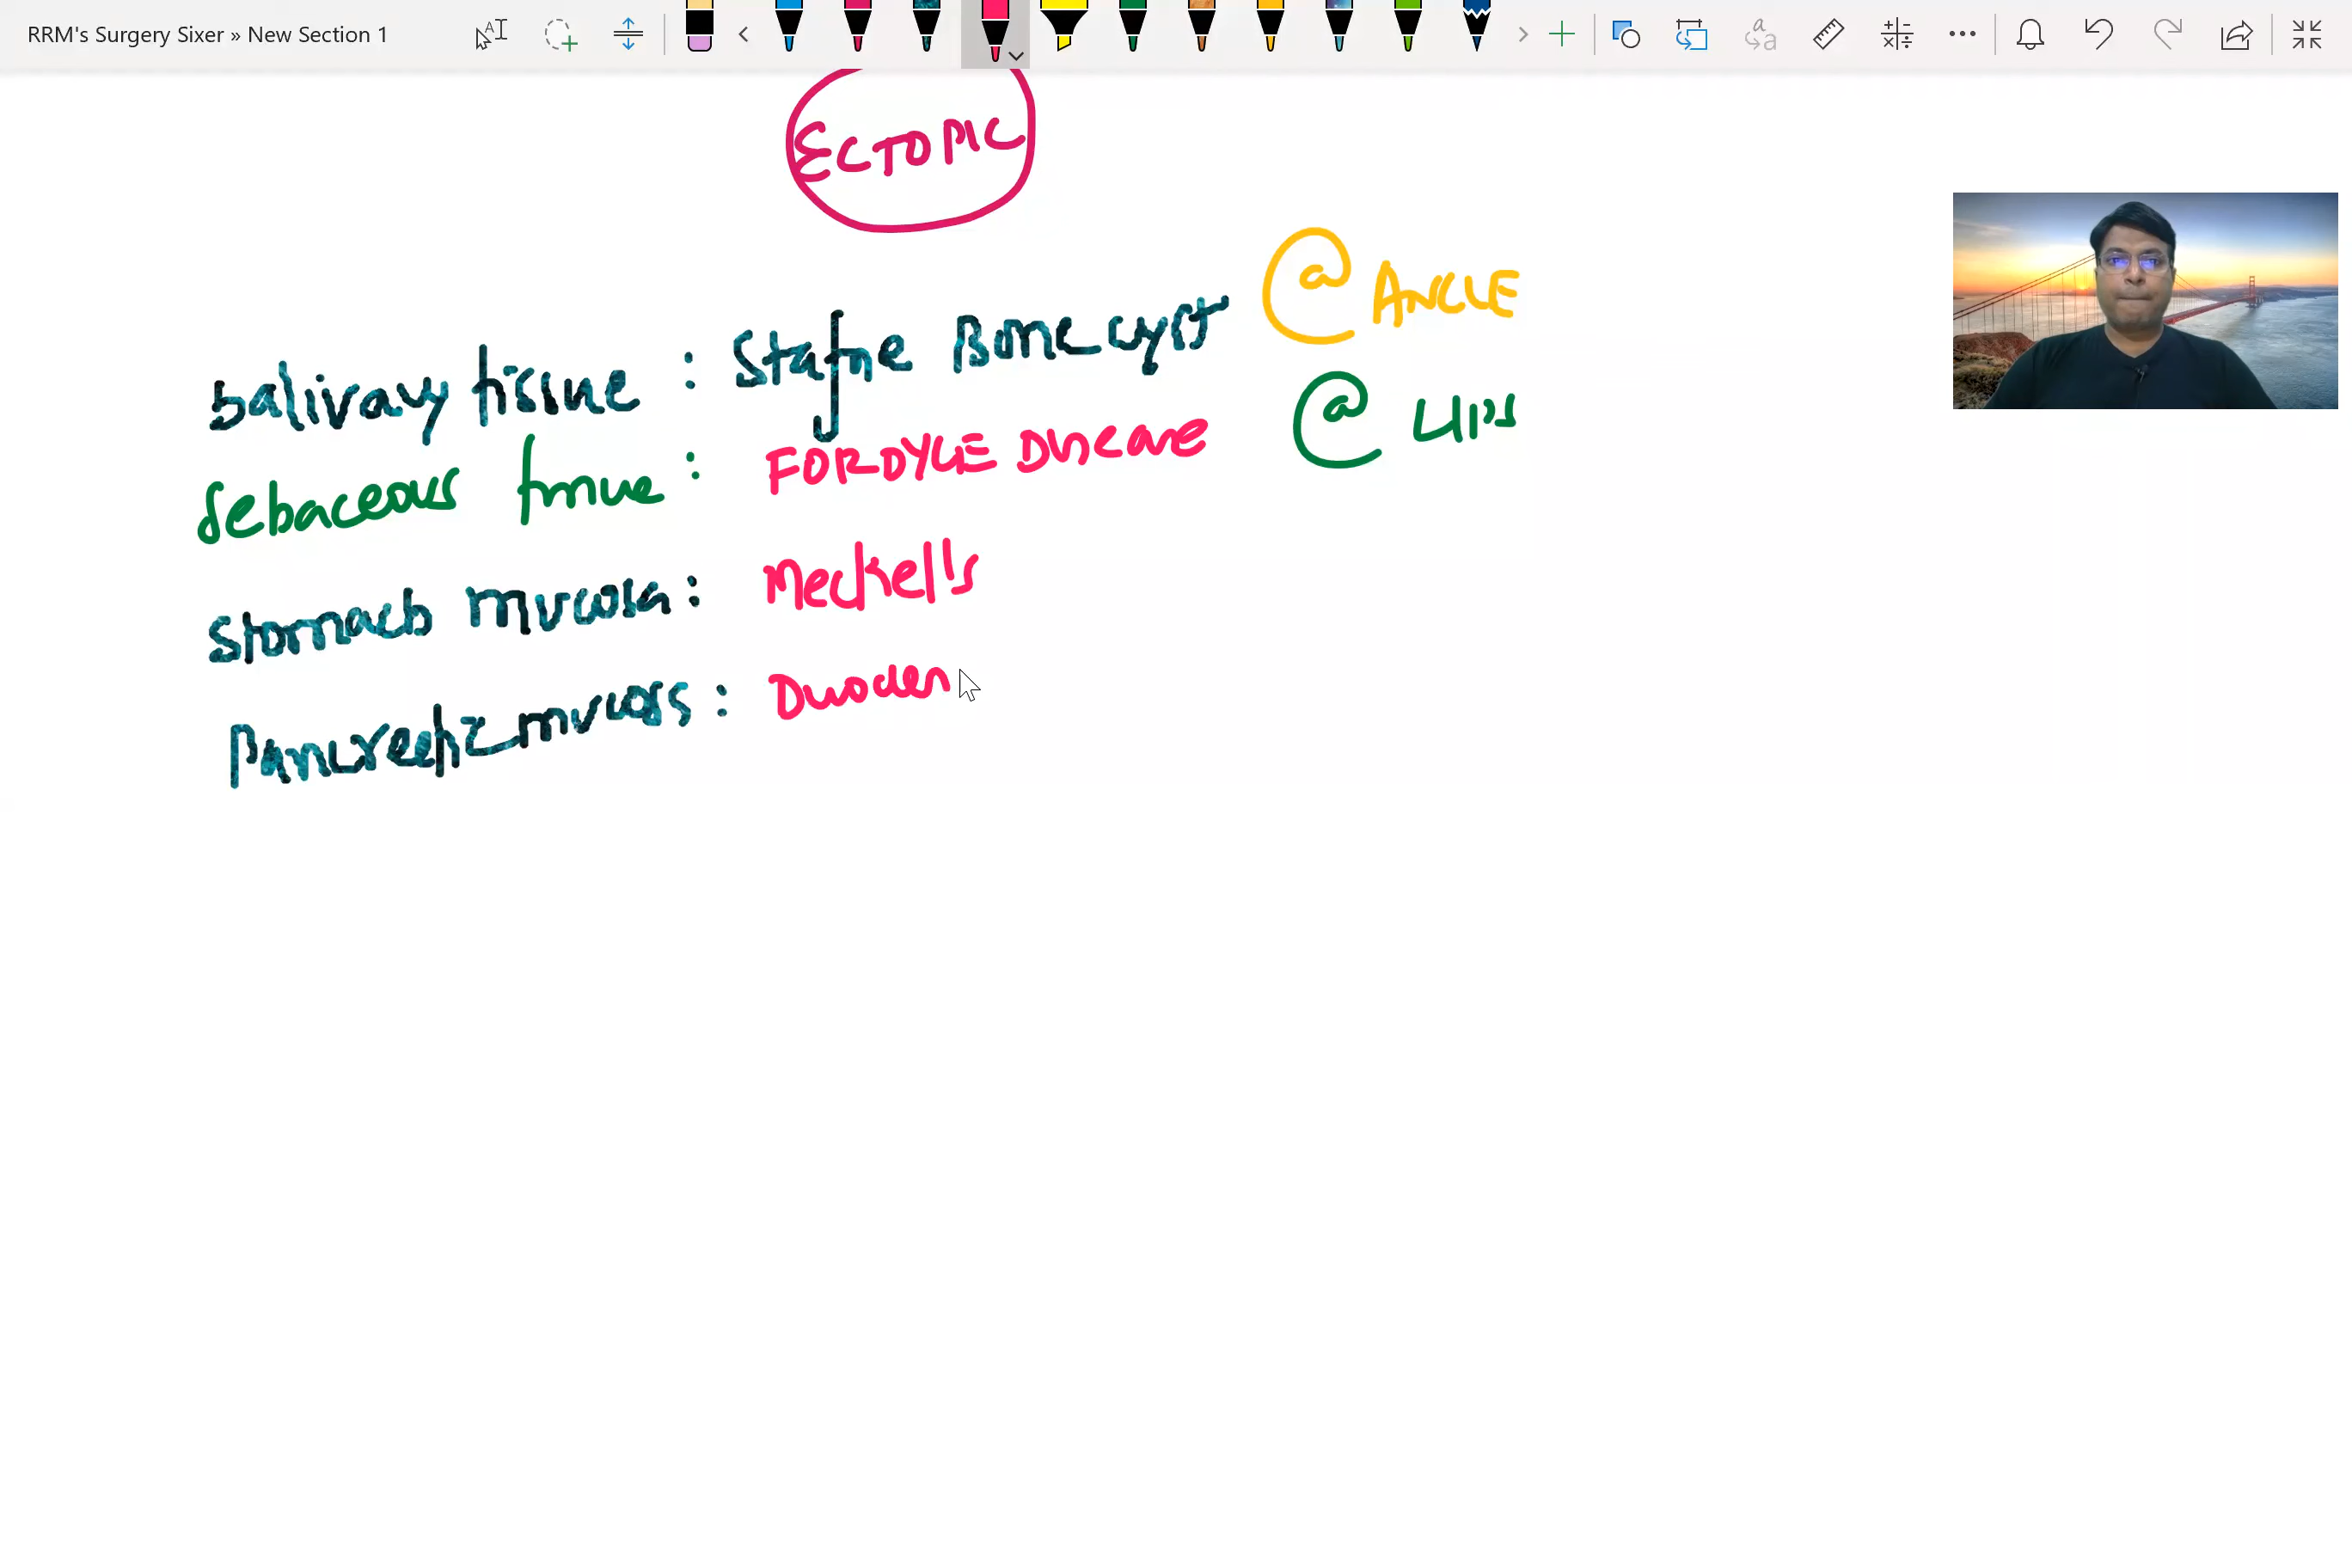 RRM's Surgery Sixer » New Section 1
ECTOPIC
Salivary tissue : Stafne Bone cyst @ ANGLE
Sebaceous tissue : FORDYCE Disease @ LIPS
Stomach mucosa : Meckel's
Pancreatic mucosa : Duoden